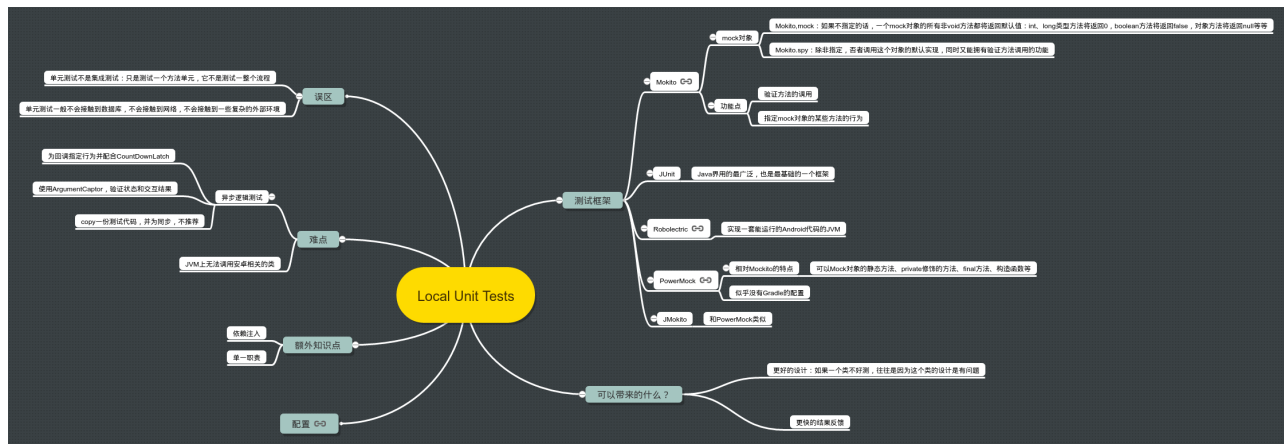 Local Unit Tests
误区
单元测试不是集成测试：只是测试一个方法单元，它不是测试一整个流程
单元测试一般不会接触到数据库，不会接触到网络，不会接触到一些复杂的外部环境
难点
异步逻辑测试
为回调指定行为并配合CountDownLatch
使用ArgumentCaptor，验证状态和交互结果
copy一份测试代码，并为同步，不推荐
JVM上无法调用安卓相关的类
额外知识点
依赖注入
单一职责
配置
测试框架
Mokito
mock对象
Mokito,mock：如果不指定的话，一个mock对象的所有非void方法都将返回默认值：int、long类型方法将返回0，boolean方法将返回false，对象方法将返回null等等
Mokito.spy：除非指定，否者调用这个对象的默认实现，同时又能拥有验证方法调用的功能
功能点
验证方法的调用
指定mock对象的某些方法的行为
JUnit
Java界用的最广泛，也是最基础的一个框架
Robolectric
实现一套能运行的Android代码的JVM
PowerMock
相对Mockito的特点
可以Mock对象的静态方法、private修饰的方法、final方法、构造函数等
似乎没有Gradle的配置
JMokito
和PowerMock类似
可以带来的什么？
更好的设计：如果一个类不好测，往往是因为这个类的设计是有问题
更快的结果反馈